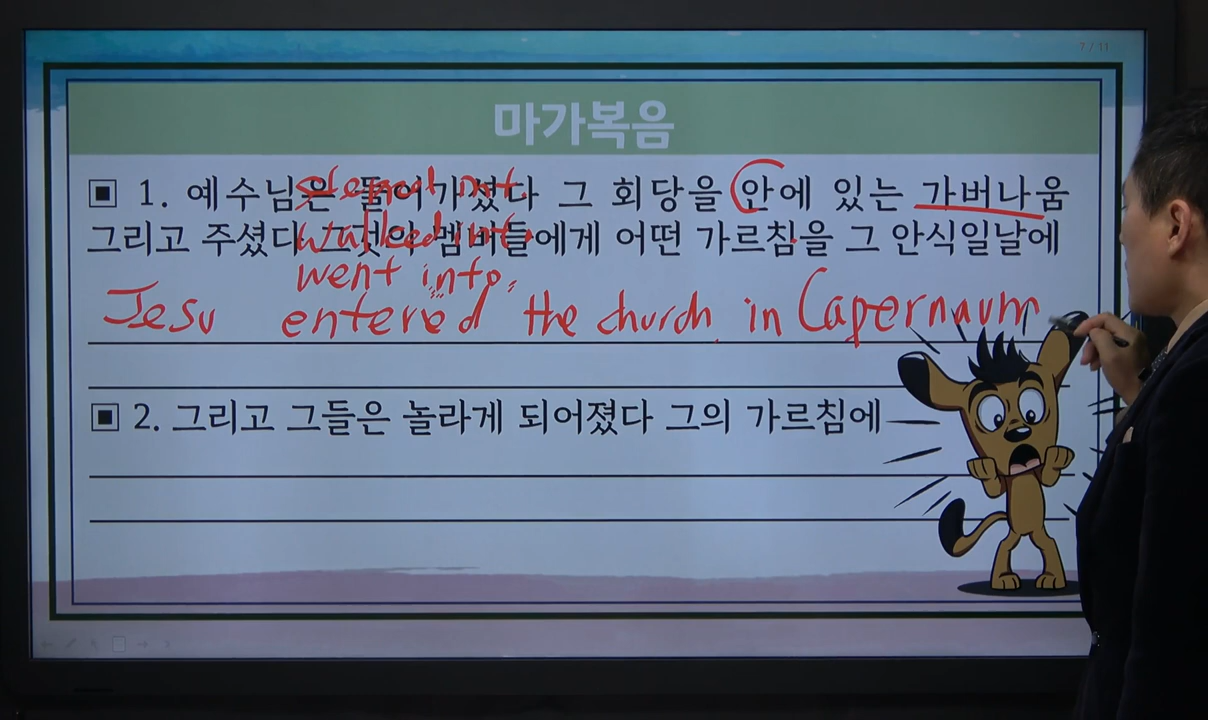 7 / 11
마가복음
▣ 1. 예수님은 들어가셨다 그 회당을 안에 있는 가버나움
stepped int
그리고 주셨다 그것의 멤버들에게 어떤 가르침을 그 안식일날에
walked into
went into
Jesu entered the church in Capernaum
▣ 2. 그리고 그들은 놀라게 되어졌다 그의 가르침에